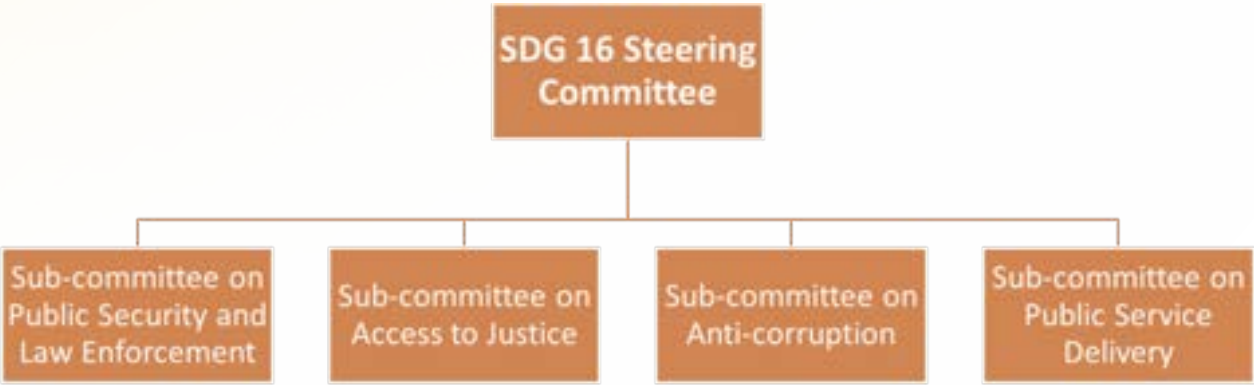 SDG 16 Steering
Committee
Sub-committee on
Public Security and
Law Enforcement
Sub-committee on
Access to Justice
Sub-committee on
Anti-corruption
Sub-committee on
Public Service
Delivery